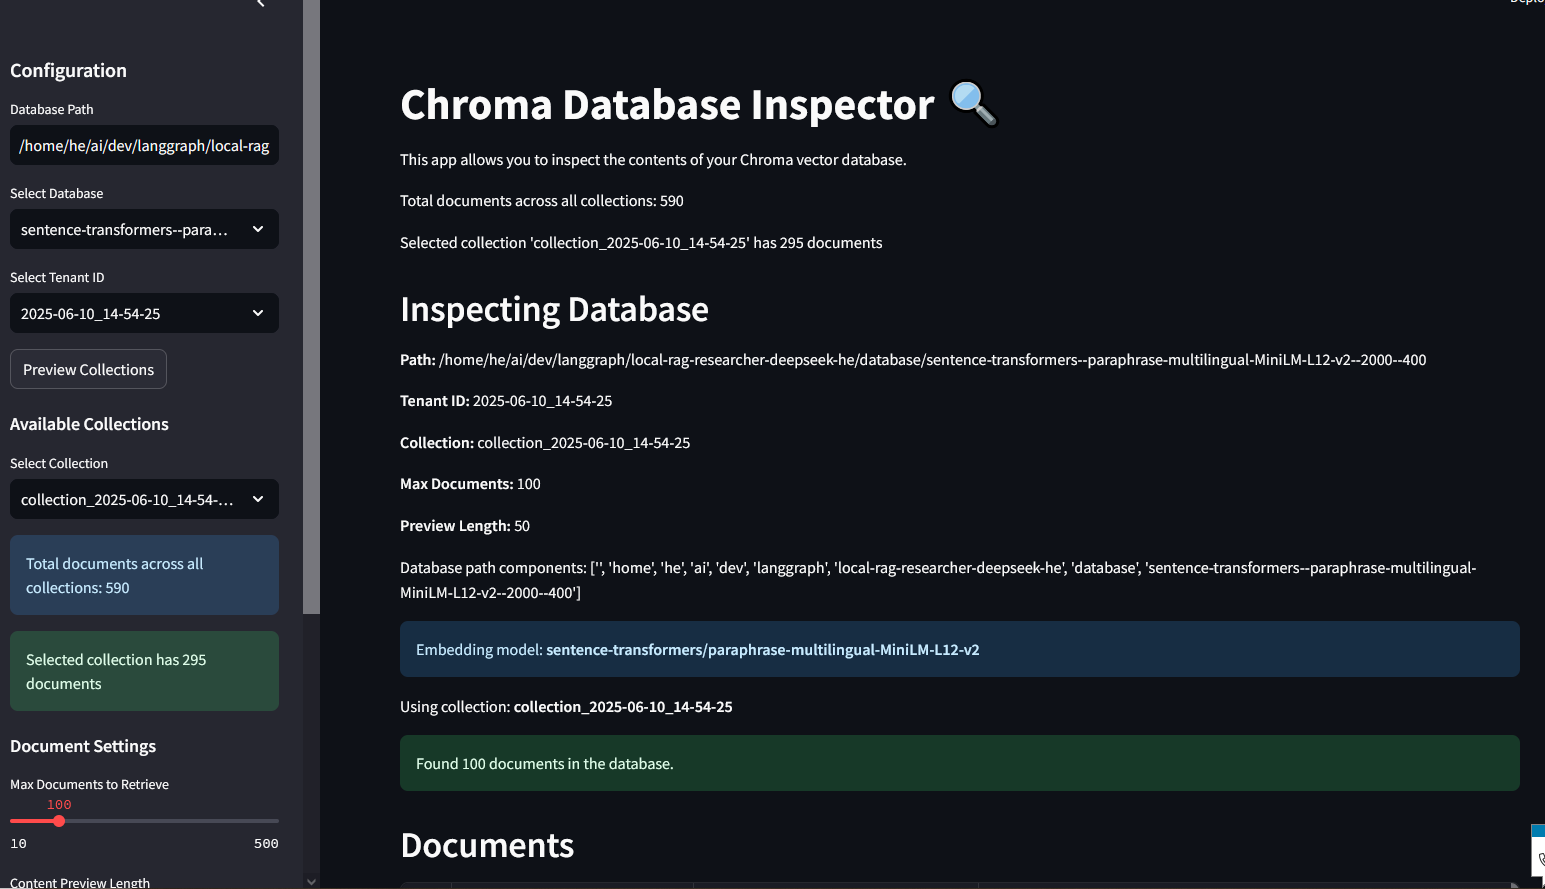 Configuration
Database Path
/home/he/ai/dev/langgraph/local-rag
Select Database
sentence-transformers--para...
Select Tenant ID
2025-06-10_14-54-25
Preview Collections
Available Collections
Select Collection
collection_2025-06-10_14-54-...
Total documents across all
collections: 590
Selected collection has 295
documents
Document Settings
Max Documents to Retrieve
100
10 500
Content Preview Length
Chroma Database Inspector
This app allows you to inspect the contents of your Chroma vector database.
Total documents across all collections: 590
Selected collection 'collection_2025-06-10_14-54-25' has 295 documents
Inspecting Database
Path: /home/he/ai/dev/langgraph/local-rag-researcher-deepseek-he/database/sentence-transformers--paraphrase-multilingual-MiniLM-L12-v2--2000--400
Tenant ID: 2025-06-10_14-54-25
Collection: collection_2025-06-10_14-54-25
Max Documents: 100
Preview Length: 50
Database path components: ['', 'home', 'he', 'ai', 'dev', 'langgraph', 'local-rag-researcher-deepseek-he', 'database', 'sentence-transformers--paraphrase-multilingual-
MiniLM-L12-v2--2000--400']
Embedding model: sentence-transformers/paraphrase-multilingual-MiniLM-L12-v2
Using collection: collection_2025-06-10_14-54-25
Found 100 documents in the database.
Documents